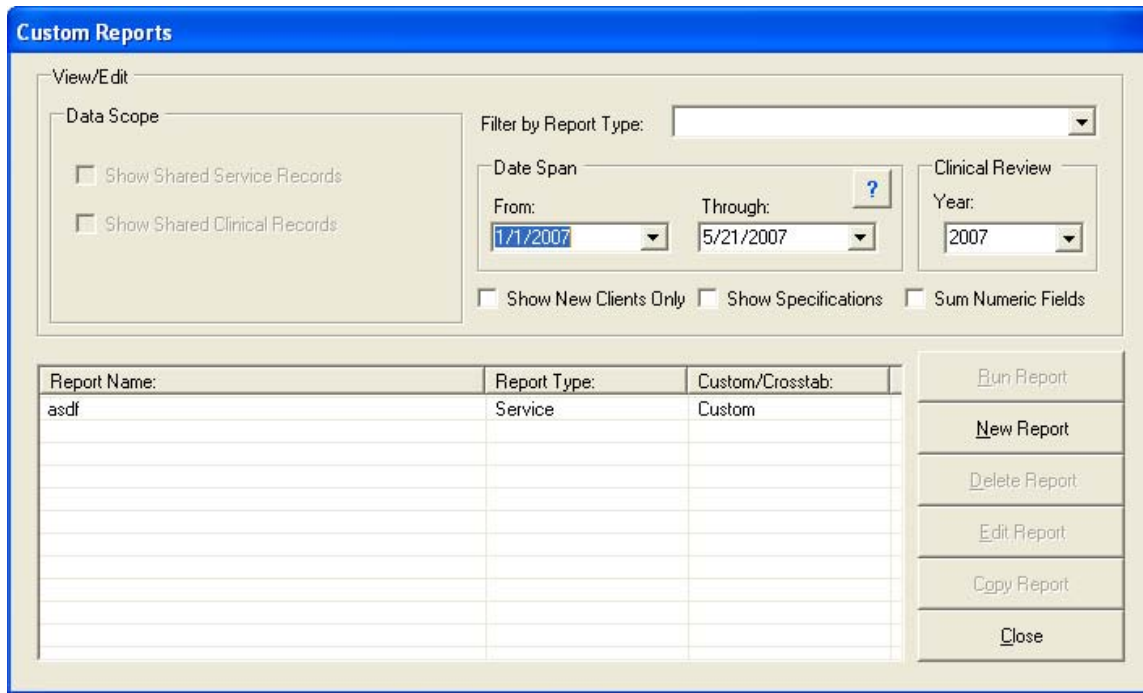 Custom Reports
View/Edit
Data Scope
Show Shared Service Records
Show Shared Clinical Records
Filter by Report Type:
Date Span
?
From:
Through:
1/1/2007
5/21/2007
Clinical Review
Year:
2007
Show New Clients Only
Show Specifications
Sum Numeric Fields
Report Name:
Report Type:
Custom/Crosstab:
asdf
Service
Custom
Run Report
New Report
Delete Report
Edit Report
Copy Report
Close